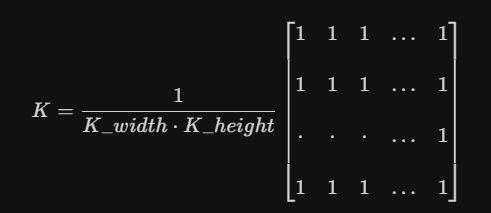 1 1 1 … 1
1 1 1 … 1
K = 1 / (K_width · K_height)
· · · … 1
1 1 1 … 1